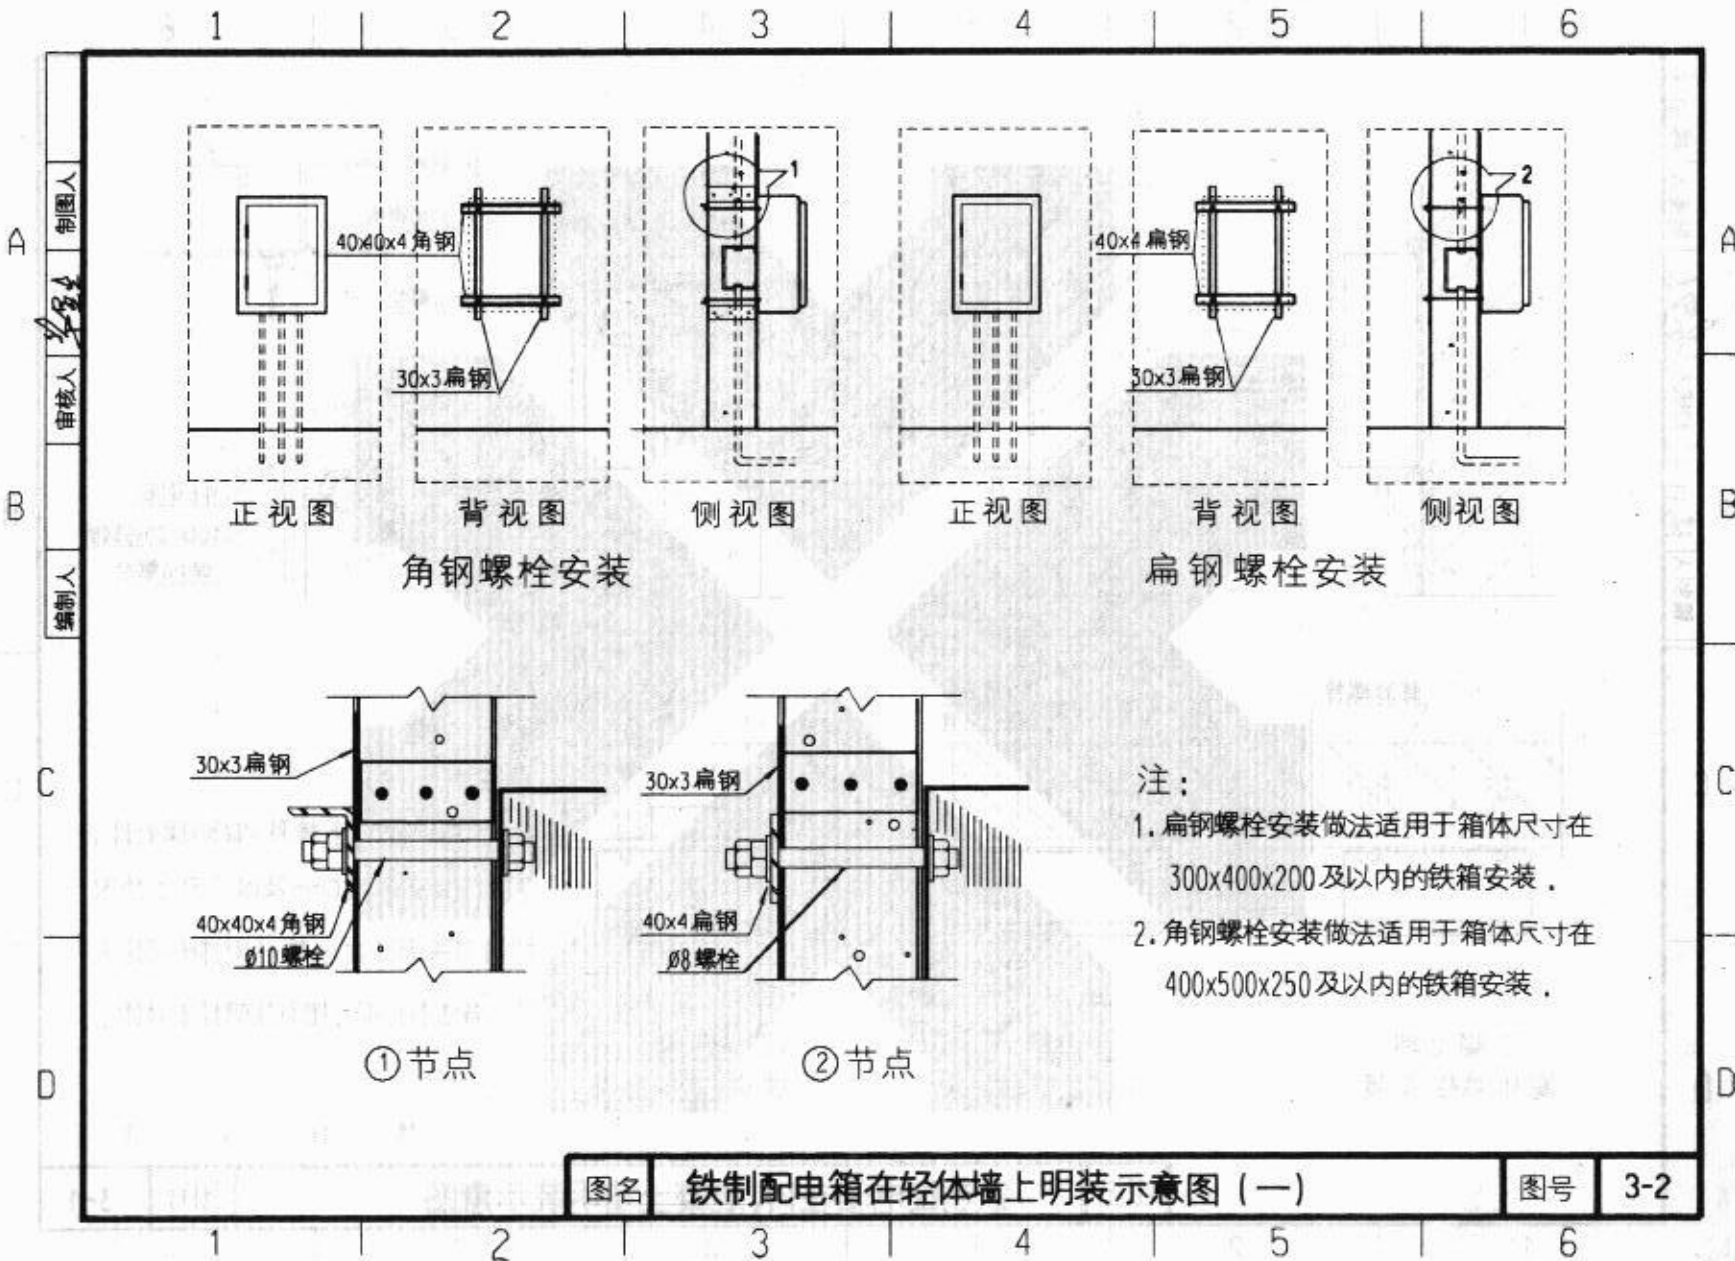 1 2 3 4 5 6
制图人
审核人
编制人
A
B
C
D
A
B
C
D
1
2
40x40x4 角钢
40x4 扁钢
30x3 扁钢
30x3 扁钢
正视图 背视图 侧视图 正视图 背视图 侧视图
角钢螺栓安装 扁钢螺栓安装
30x3 扁钢
40x40x4 角钢
ø10 螺栓
①节点
30x3 扁钢
40x4 扁钢
ø8 螺栓
②节点
注：
1. 扁钢螺栓安装做法适用于箱体尺寸在
300x400x200 及以内的铁箱安装．
2. 角钢螺栓安装做法适用于箱体尺寸在
400x500x250 及以内的铁箱安装．
图名 铁制配电箱在轻体墙上明装示意图 (一) 图号 3-2
1 2 3 4 5 6